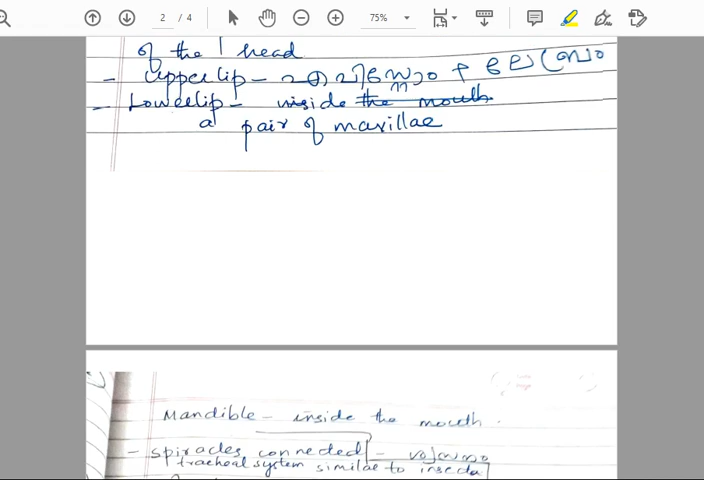 2 / 4
75%
of the head
- Upperlip -
- Lowerlip - inside the mouth
a pair of maxillae
Mandible - inside the mouth.
- Spiracles connected -
tracheal system similar to insecta